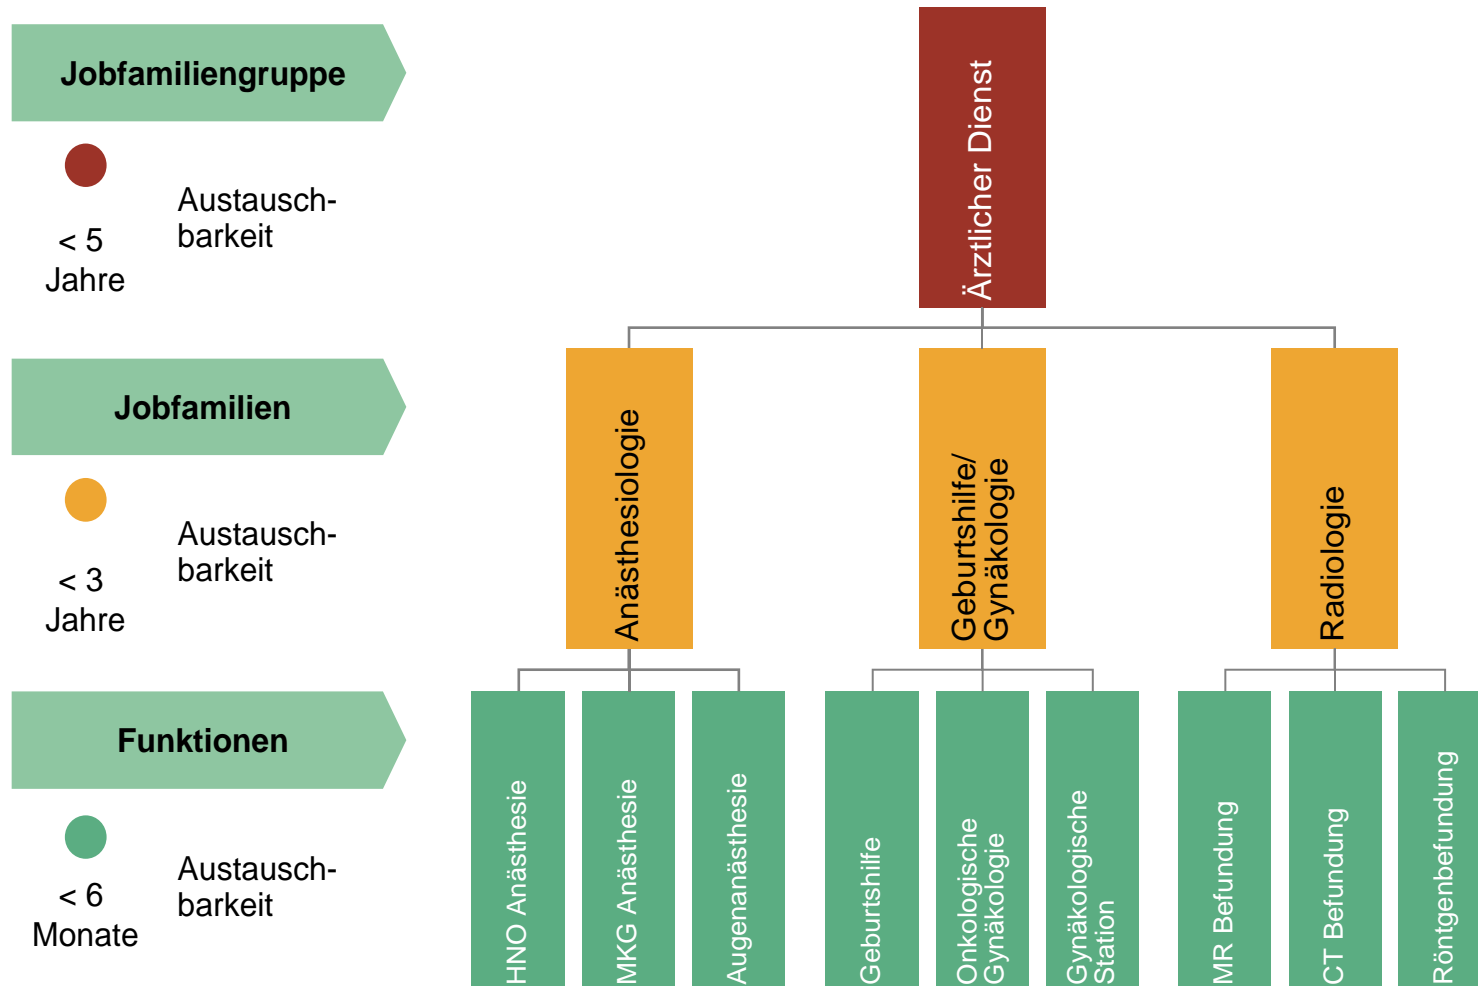 Jobfamiliengruppe
< 5
Jahre
Austausch-
barkeit
Ärztlicher Dienst
Jobfamilien
< 3
Jahre
Austausch-
barkeit
Anästhesiologie
Geburtshilfe/
Gynäkologie
Radiologie
Funktionen
< 6
Monate
Austausch-
barkeit
HNO Anästhesie
MKG Anästhesie
Augenanästhesie
Geburtshilfe
Onkologische
Gynäkologie
Gynäkologische
Station
MR Befundung
CT Befundung
Röntgenbefundung